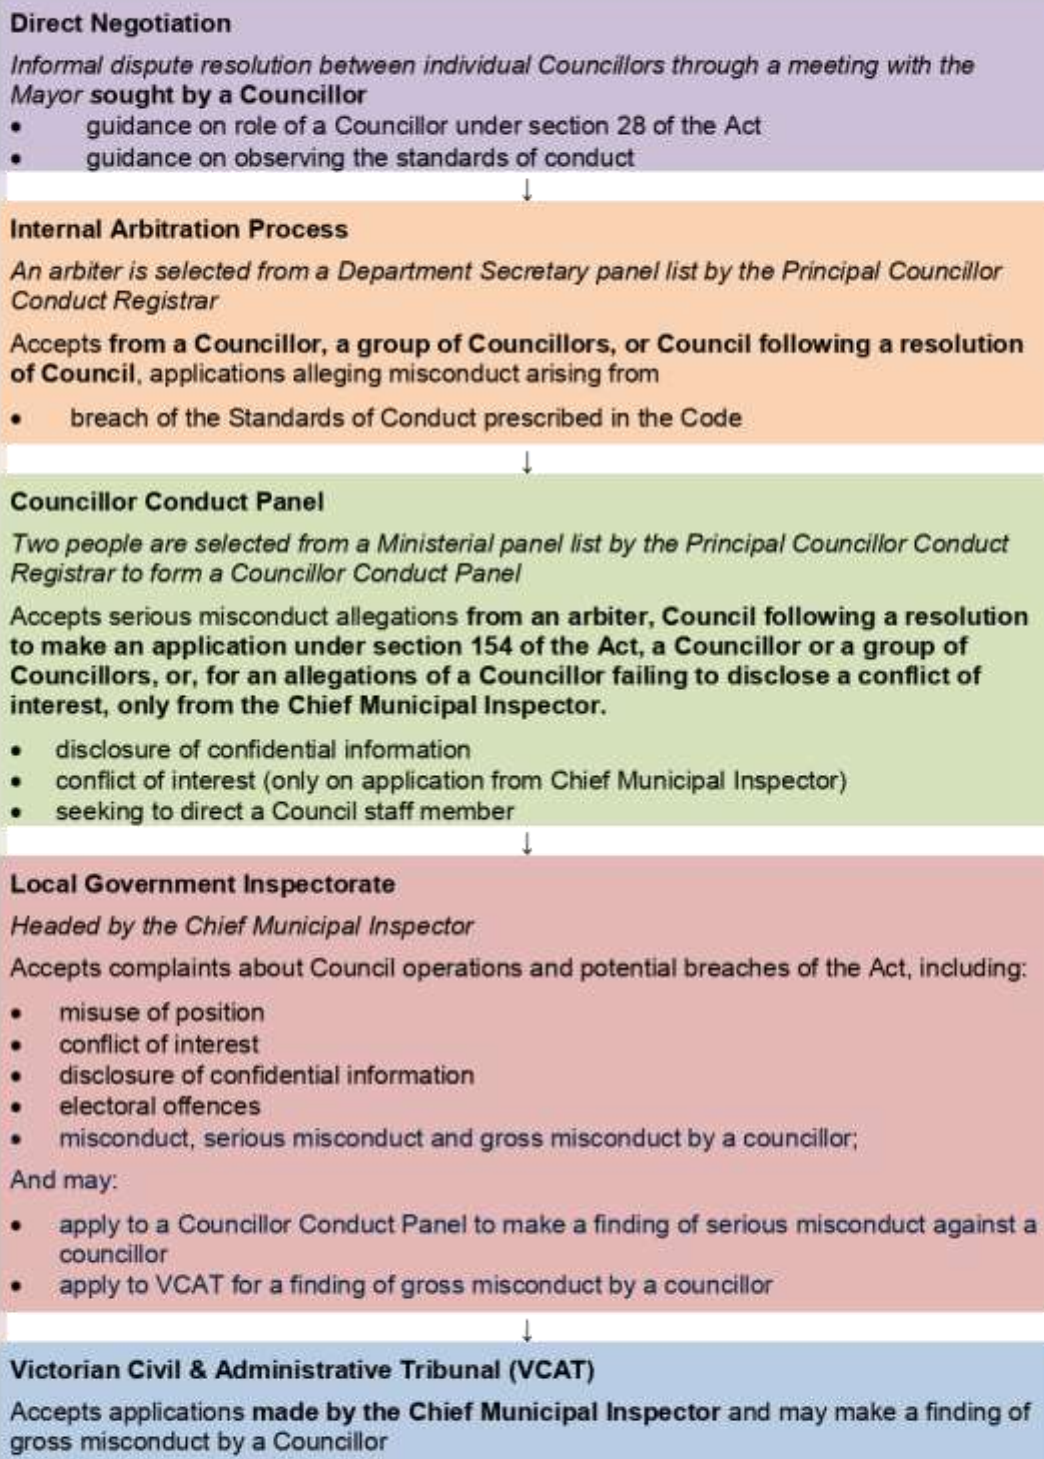 Direct Negotiation
Informal dispute resolution between individual Councillors through a meeting with the
Mayor sought by a Councillor
• guidance on role of a Councillor under section 28 of the Act
• guidance on observing the standards of conduct
↓
Internal Arbitration Process
An arbiter is selected from a Department Secretary panel list by the Principal Councillor
Conduct Registrar
Accepts from a Councillor, a group of Councillors, or Council following a resolution
of Council, applications alleging misconduct arising from
• breach of the Standards of Conduct prescribed in the Code
↓
Councillor Conduct Panel
Two people are selected from a Ministerial panel list by the Principal Councillor Conduct
Registrar to form a Councillor Conduct Panel
Accepts serious misconduct allegations from an arbiter, Council following a resolution
to make an application under section 154 of the Act, a Councillor or a group of
Councillors, or, for an allegations of a Councillor failing to disclose a conflict of
interest, only from the Chief Municipal Inspector.
• disclosure of confidential information
• conflict of interest (only on application from Chief Municipal Inspector)
• seeking to direct a Council staff member
↓
Local Government Inspectorate
Headed by the Chief Municipal Inspector
Accepts complaints about Council operations and potential breaches of the Act, including:
• misuse of position
• conflict of interest
• disclosure of confidential information
• electoral offences
• misconduct, serious misconduct and gross misconduct by a councillor;
And may:
• apply to a Councillor Conduct Panel to make a finding of serious misconduct against a
councillor
• apply to VCAT for a finding of gross misconduct by a councillor
↓
Victorian Civil & Administrative Tribunal (VCAT)
Accepts applications made by the Chief Municipal Inspector and may make a finding of
gross misconduct by a Councillor